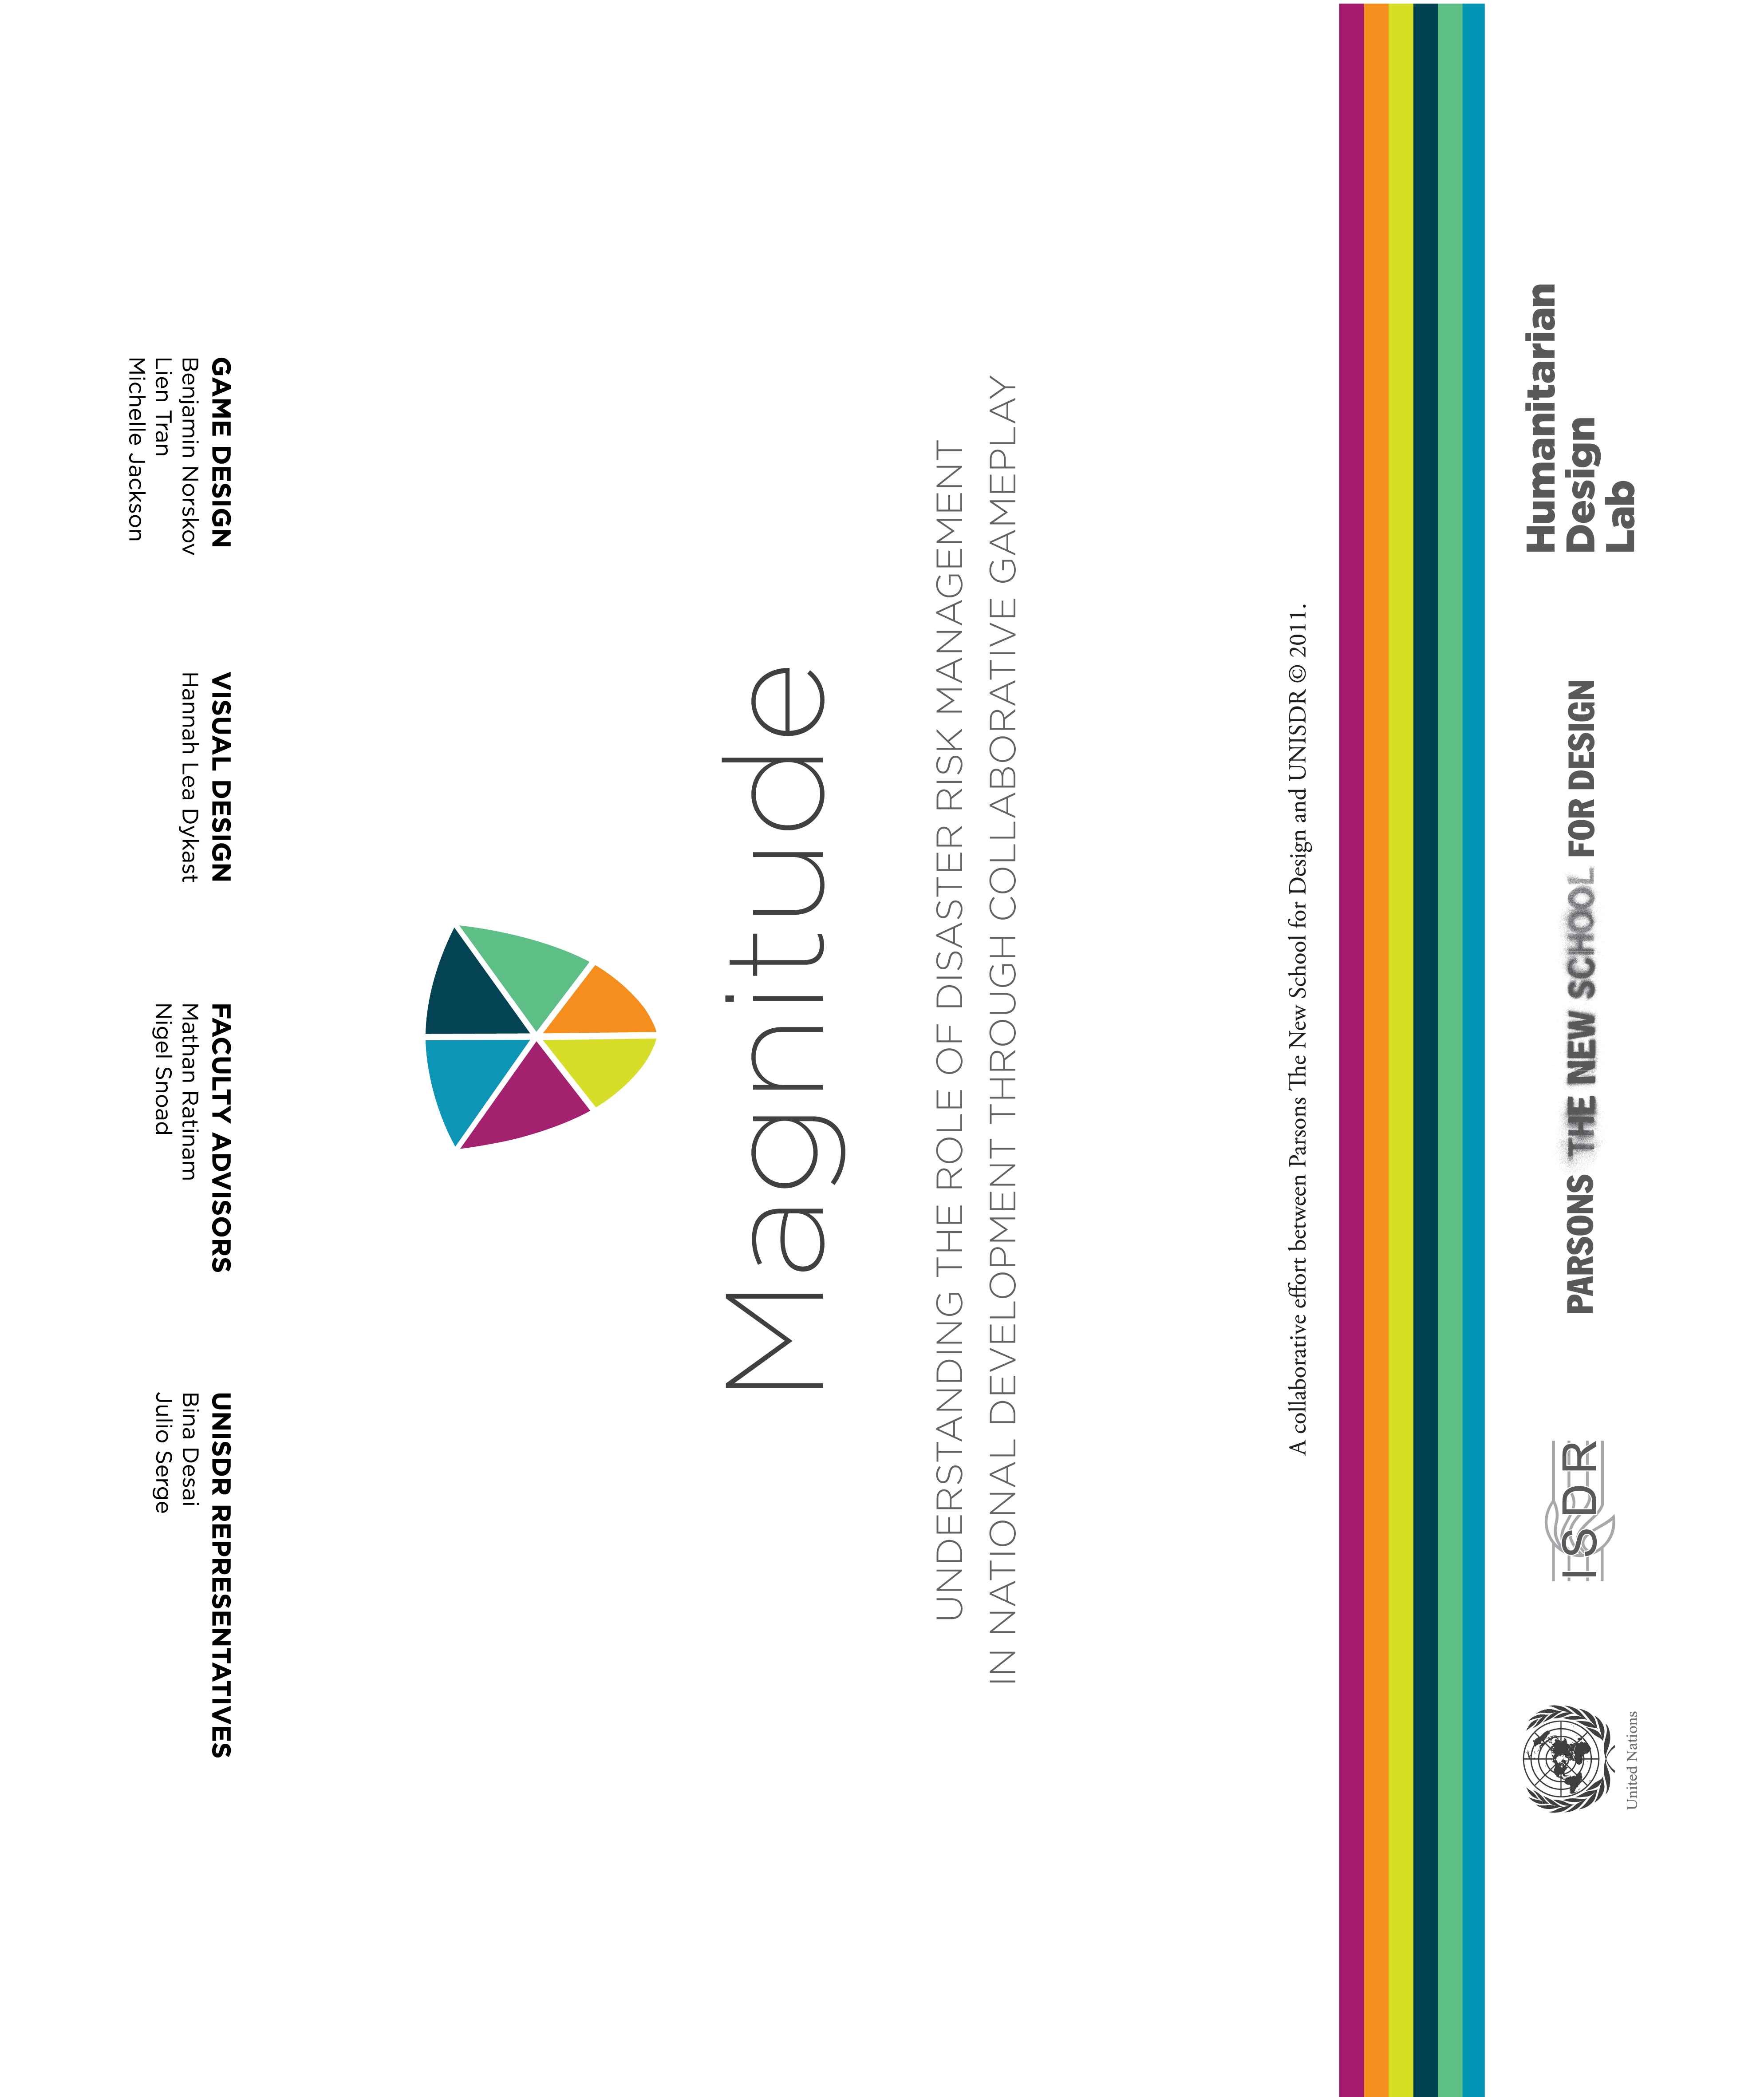 GAME DESIGN
Benjamin Norskov
Lien Tran
Michelle Jackson
VISUAL DESIGN
Hannah Lea Dykast
FACULTY ADVISORS
Mathan Ratinam
Nigel Snoad
UNISDR REPRESENTATIVES
Bina Desai
Julio Serge
Magnitude
UNDERSTANDING THE ROLE OF DISASTER RISK MANAGEMENT
IN NATIONAL DEVELOPMENT THROUGH COLLABORATIVE GAMEPLAY
A collaborative effort between Parsons The New School for Design and UNISDR © 2011.
United Nations
ISDR
PARSONS THE NEW SCHOOL FOR DESIGN
Humanitarian
Design
Lab